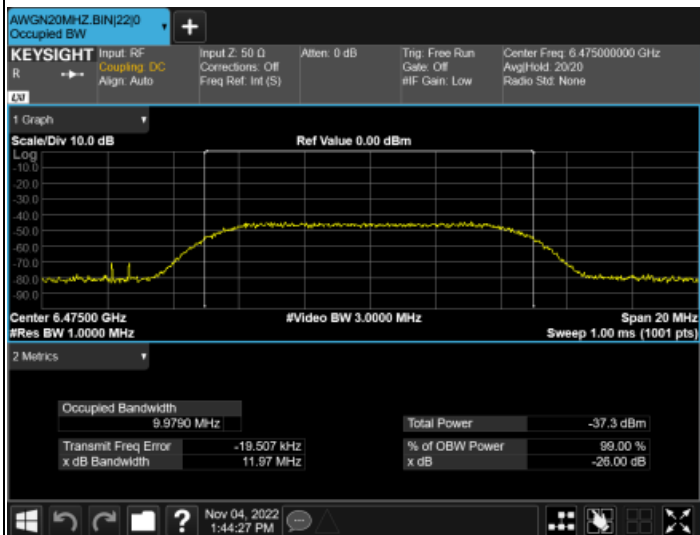 AWGN20MHZ.BIN|22|0
Occupied BW
KEYSIGHT
R
LXI
Input: RF
Coupling: DC
Align: Auto
Input Z: 50 Ω
Corrections: Off
Freq Ref: Int (S)
Atten: 0 dB
Trig: Free Run
Gate: Off
#IF Gain: Low
Center Freq: 6.475000000 GHz
Avg|Hold: 20/20
Radio Std: None
1 Graph
Scale/Div 10.0 dB
Ref Value 0.00 dBm
Log
-10.0
-20.0
-30.0
-40.0
-50.0
-60.0
-70.0
-80.0
-90.0
Center 6.47500 GHz
#Video BW 3.0000 MHz
Span 20 MHz
#Res BW 1.0000 MHz
Sweep 1.00 ms (1001 pts)
2 Metrics
Occupied Bandwidth
9.9790 MHz
Total Power -37.3 dBm
Transmit Freq Error -19.507 kHz
% of OBW Power 99.00 %
x dB Bandwidth 11.97 MHz
x dB -26.00 dB
?
Nov 04, 2022
1:44:27 PM